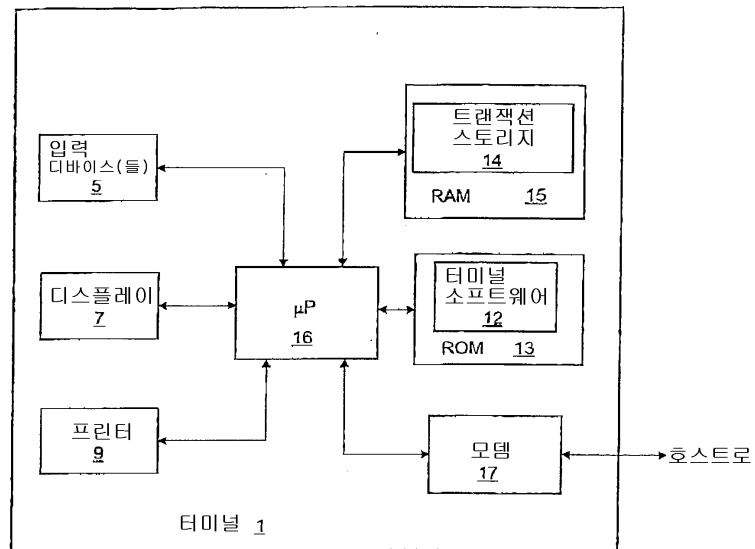 입력
디바이스(들)
5
디스플레이
7
프린터
9
μP
16
트랜잭션
스토리지
14
RAM 15
터미널
소프트웨어
12
ROM 13
모뎀
17
호스트로
터미널 1